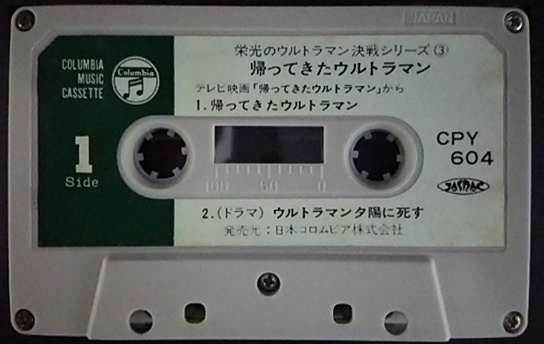 JAPAN
COLUMBIA
MUSIC
CASSETTE
Columbia
栄光のウルトラマン決戦シリーズ③
帰ってきたウルトラマン
テレビ映画「帰ってきたウルトラマン」から
1.帰ってきたウルトラマン
1
Side
CPY
604
JASRAC
100 50 0
2.(ドラマ) ウルトラマン夕陽に死す
発売元:日本コロムビア株式会社